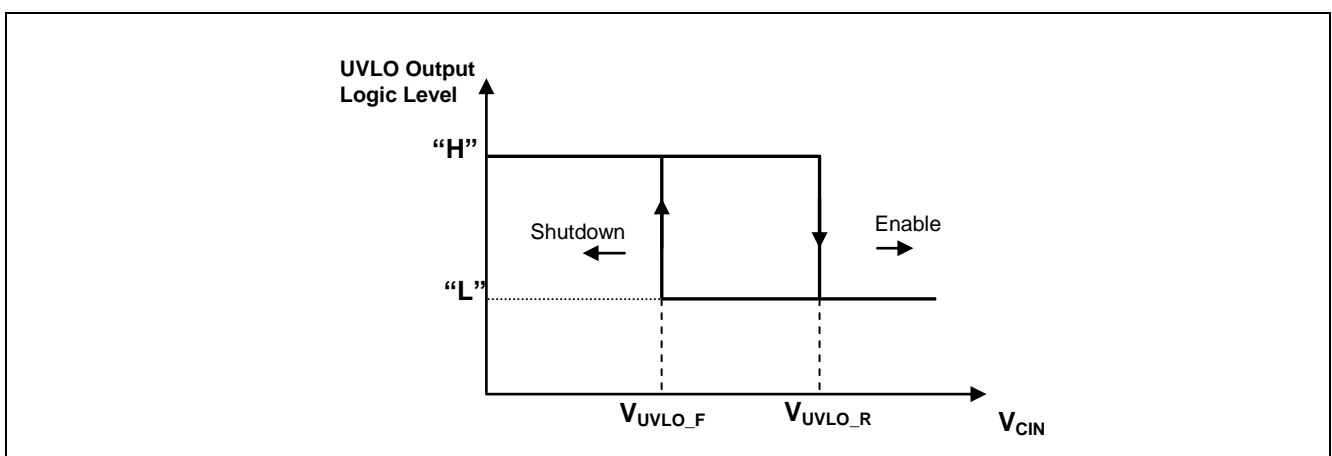 UVLO Output
Logic Level
“H”
Shutdown
Enable
“L”
VUVLO_F
VUVLO_R
VCIN